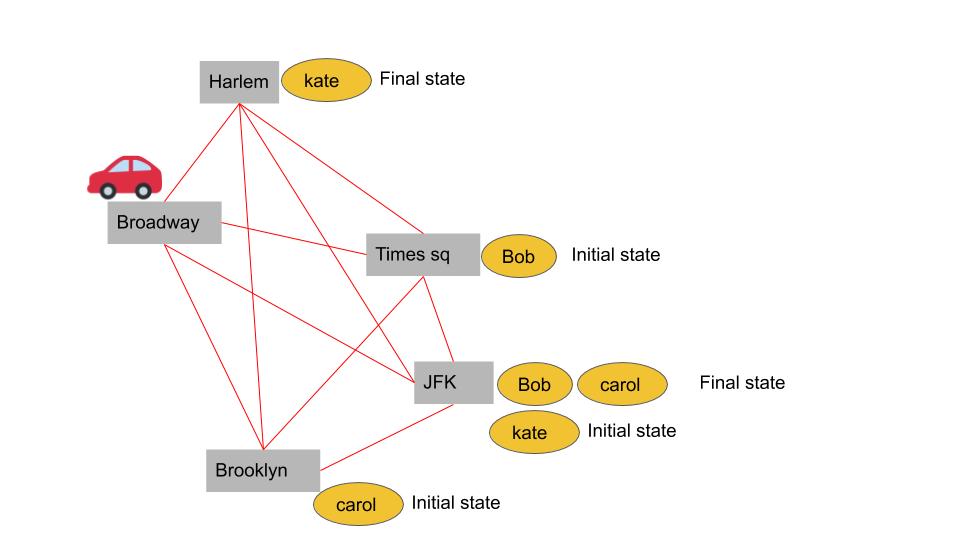 Harlem kate Final state
Broadway
Times sq Bob Initial state
JFK Bob carol Final state
kate Initial state
Brooklyn
carol Initial state